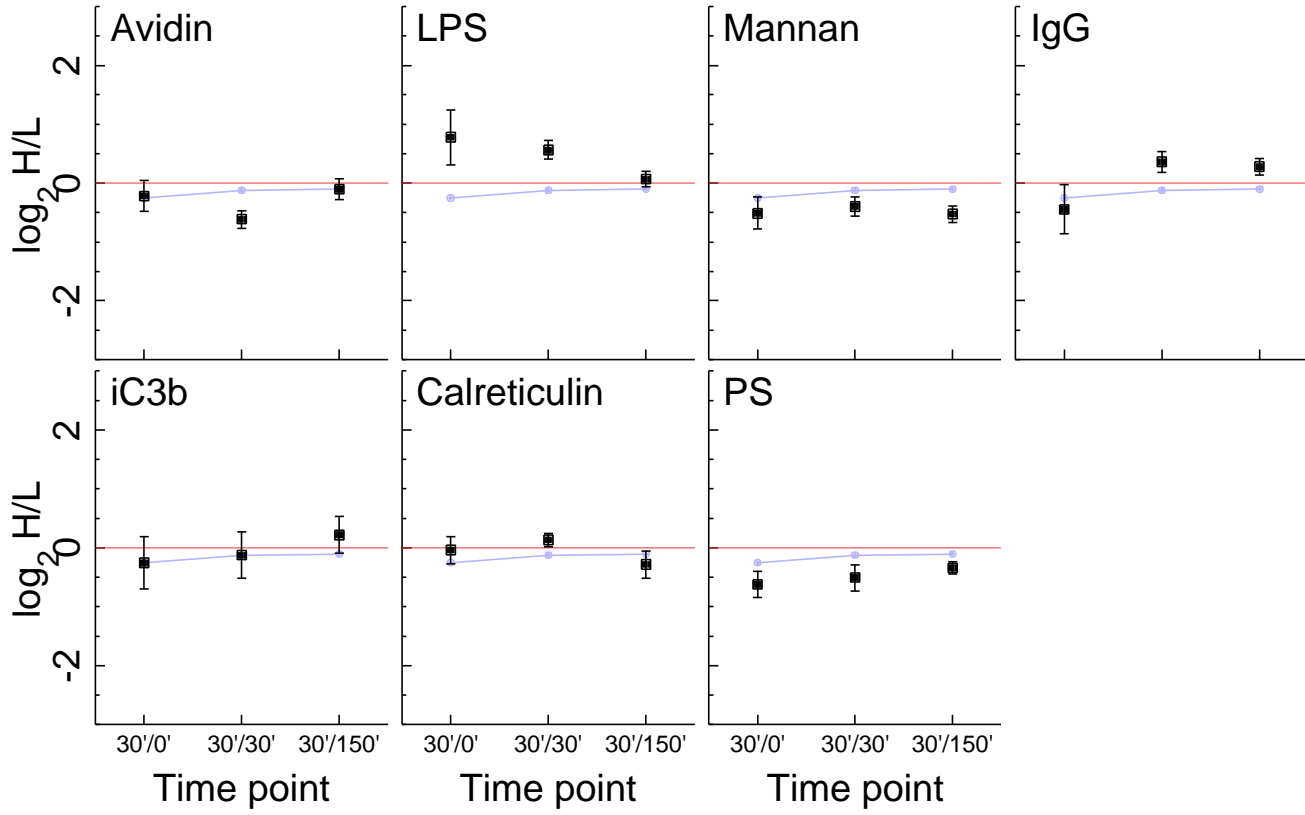 Avidin
LPS
Mannan
IgG
log2 H/L
2
0
-2
iC3b
Calreticulin
PS
log2 H/L
2
0
-2
30'/0' 30'/30' 30'/150'
30'/0' 30'/30' 30'/150'
30'/0' 30'/30' 30'/150'
Time point
Time point
Time point